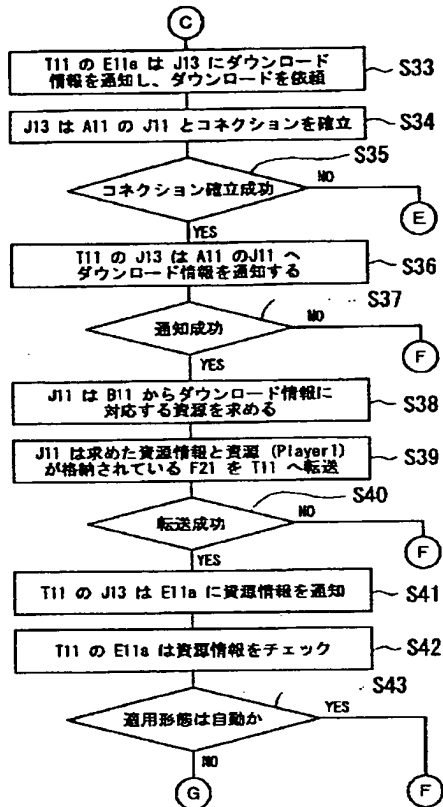 C
T11 の E11a は J13 にダウンロード
情報を通知し、ダウンロードを依頼
S33
J13 は A11 の J11 とコネクションを確立
S34
S35
コネクション確立成功
NO
E
YES
T11 の J13 は A11 のJ11 へ
ダウンロード情報を通知する
S36
S37
通知成功
NO
F
YES
J11 は B11 からダウンロード情報に
対応する資源を求める
S38
J11 は求めた資源情報と資源 (Player1)
が格納されている F21 を T11 へ転送
S39
S40
転送成功
NO
F
YES
T11 の J13 は E11a に資源情報を通知
S41
T11 の E11a は資源情報をチェック
S42
S43
適用形態は自動か
YES
F
NO
G